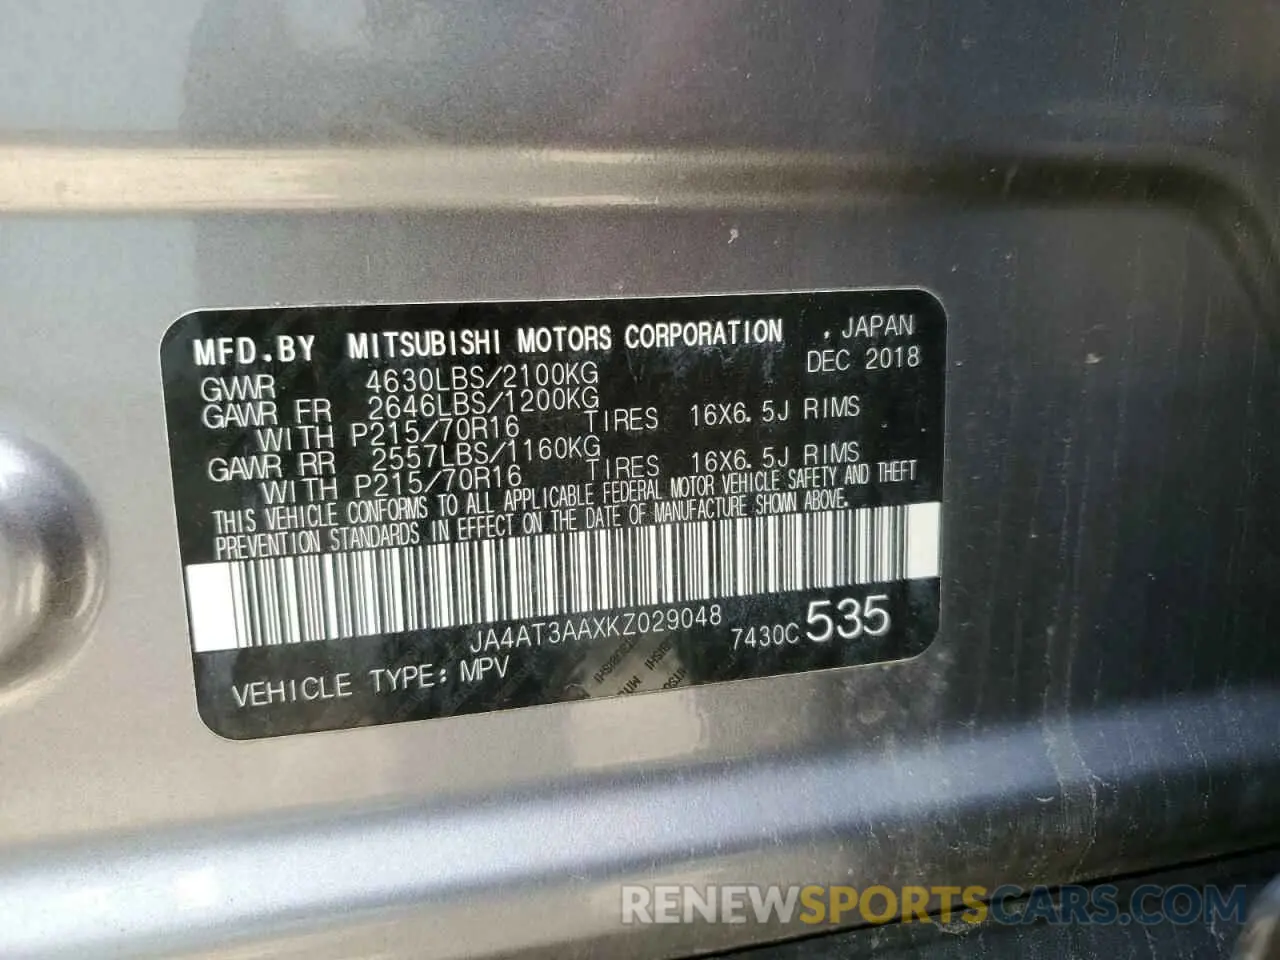 MFD.BY MITSUBISHI MOTORS CORPORATION . JAPAN
GVWR 4630LBS/2100KG DEC 2018
GAWR FR 2646LBS/1200KG
WITH P215/70R16 TIRES 16X6.5J RIMS
GAWR RR 2557LBS/1160KG
WITH P215/70R16 TIRES 16X6.5J RIMS
THIS VEHICLE CONFORMS TO ALL APPLICABLE FEDERAL MOTOR VEHICLE SAFETY AND THEFT
PREVENTION STANDARDS IN EFFECT ON THE DATE OF MANUFACTURE SHOWN ABOVE.
JA4AT3AAXKZ029048 7430C 535
VEHICLE TYPE: MPV
RENEWSPORTSCARS.COM